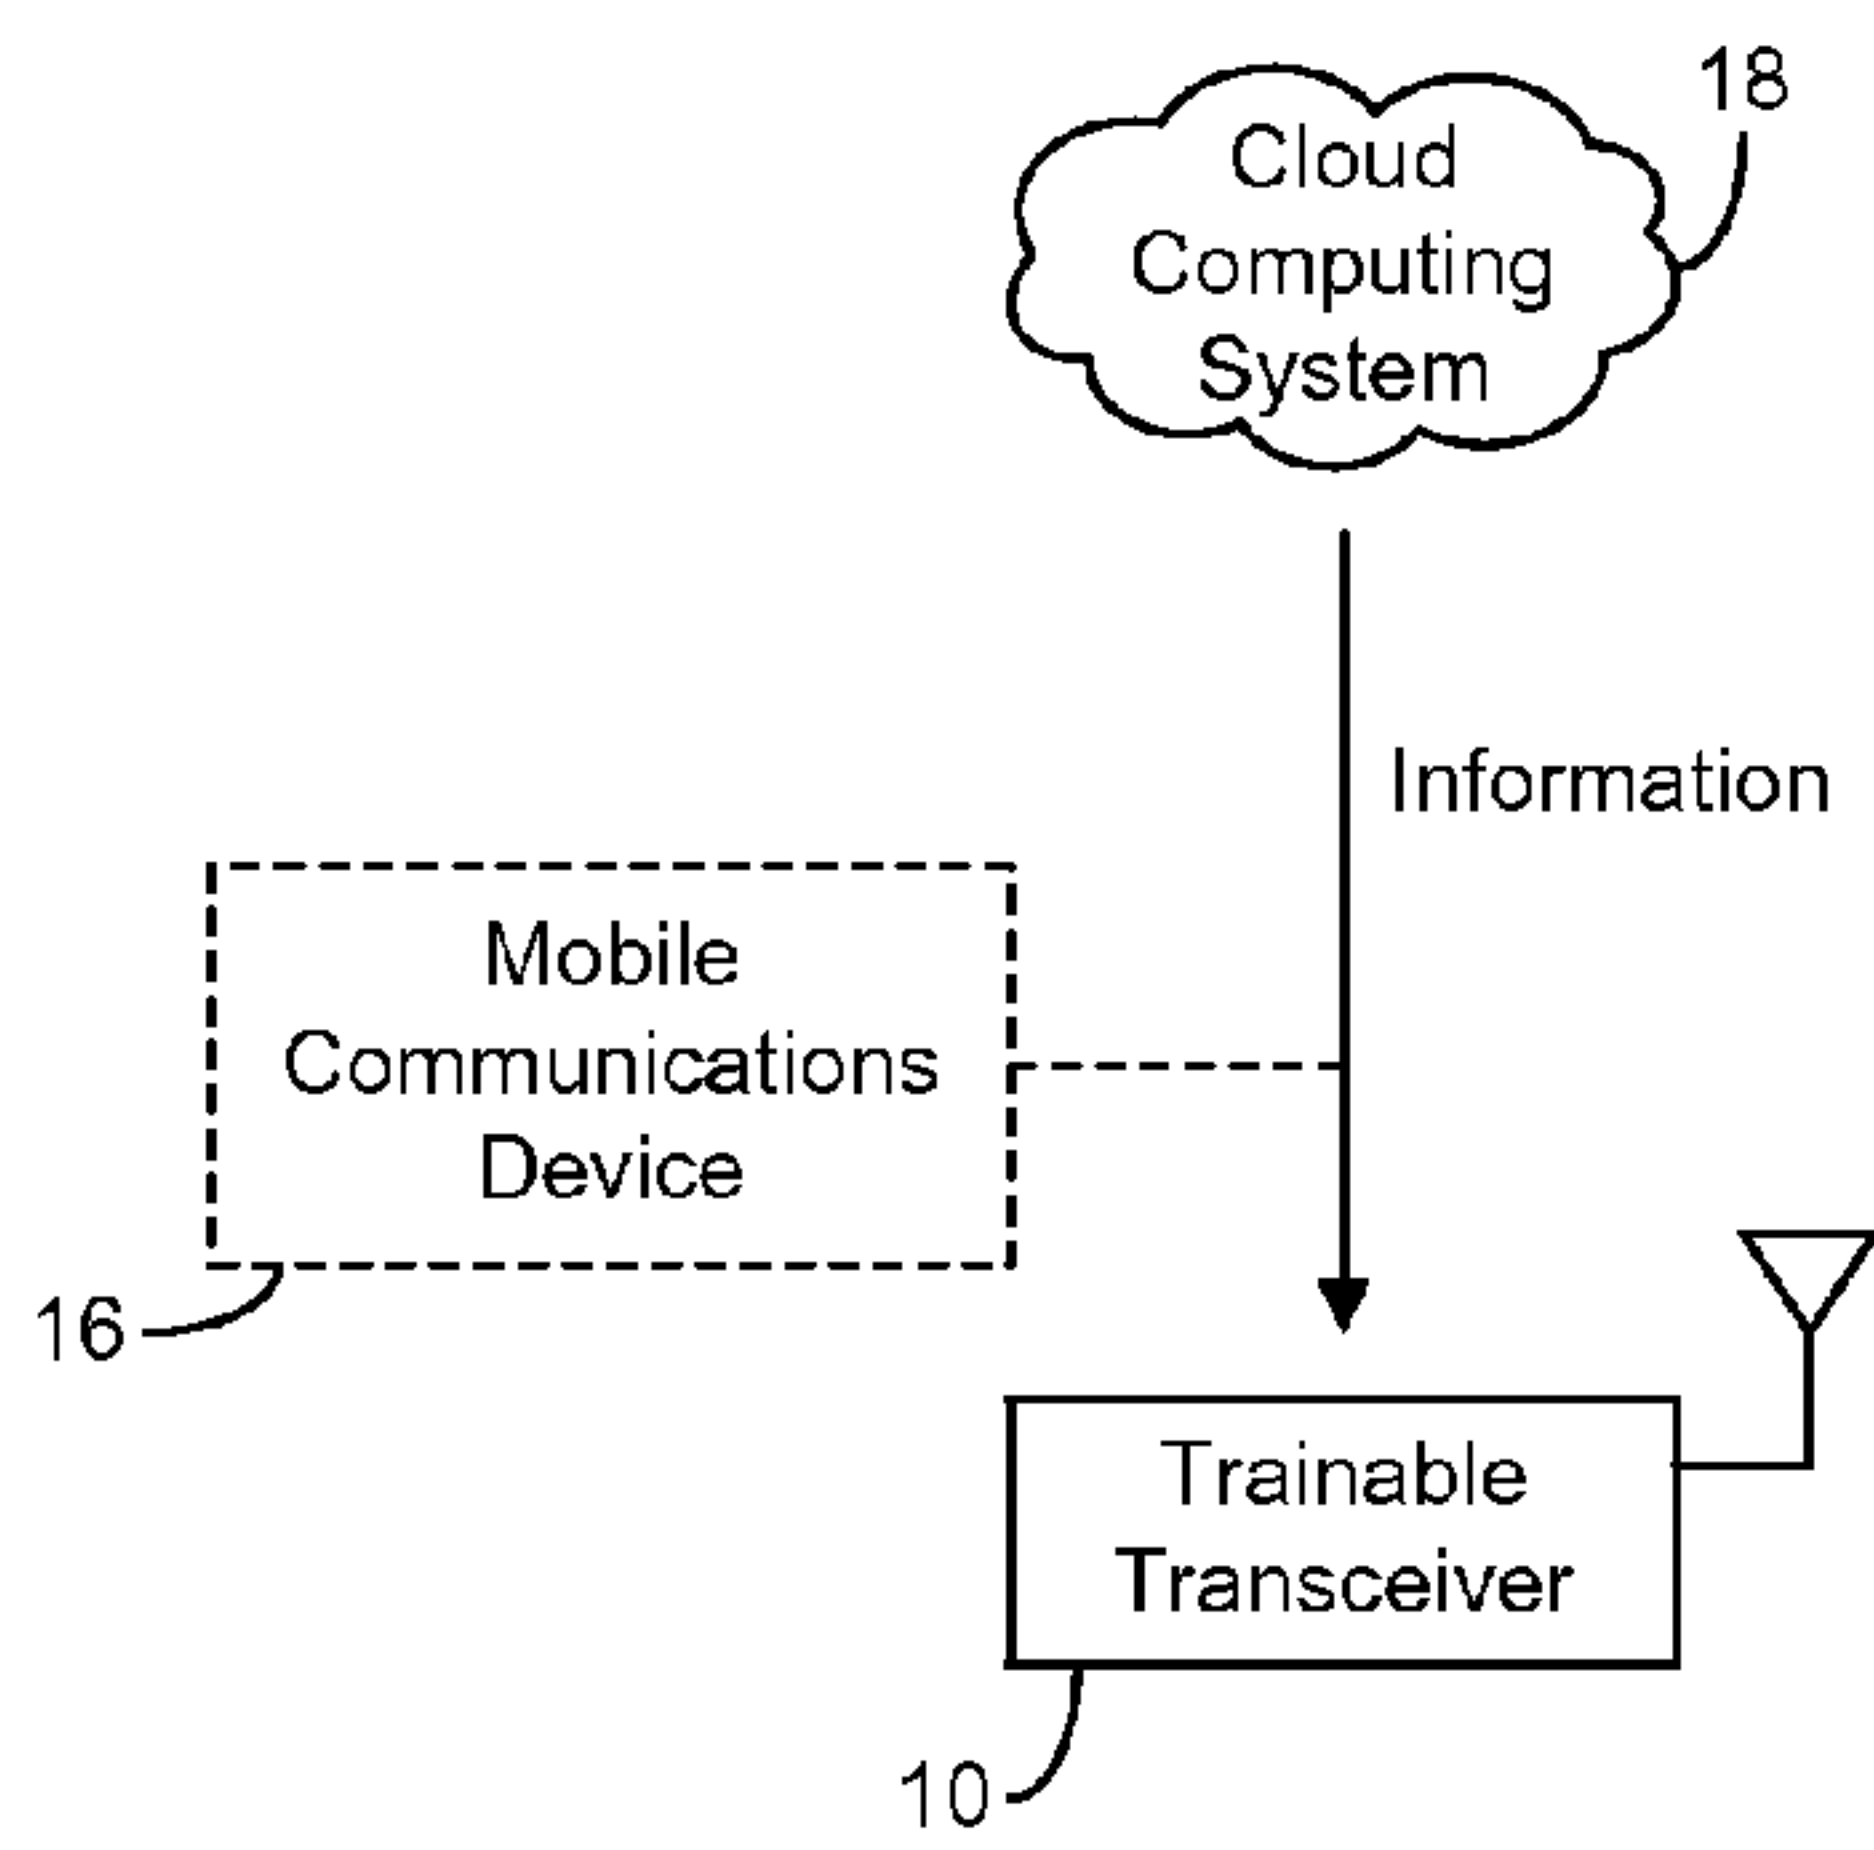 18
Cloud
Computing
System
Information
Mobile
Communications
Device
16
Trainable
Transceiver
10